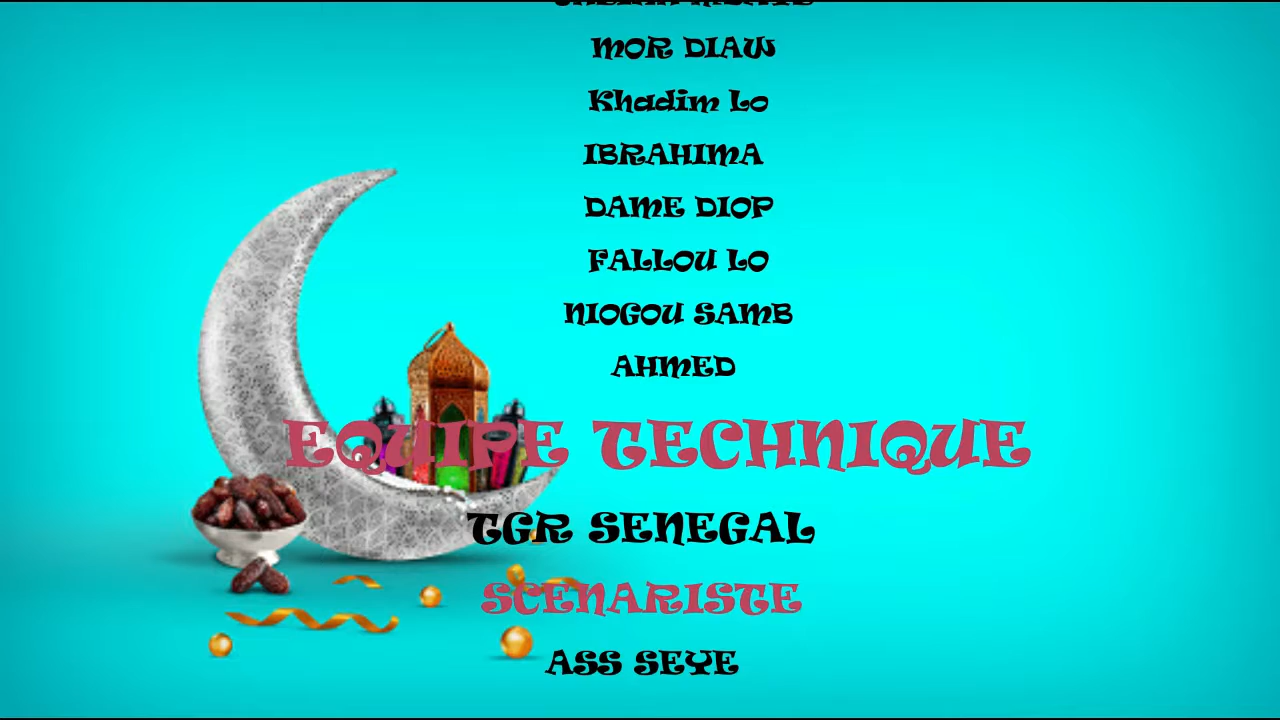 MOR DIAW
Khadim Lo
IBRAHIMA
DAME DIOP
FALLOU LO
NIOGOU SAMB
AHMED
EQUIPE TECHNIQUE
TGR SENEGAL
SCENARISTE
ASS SEYE